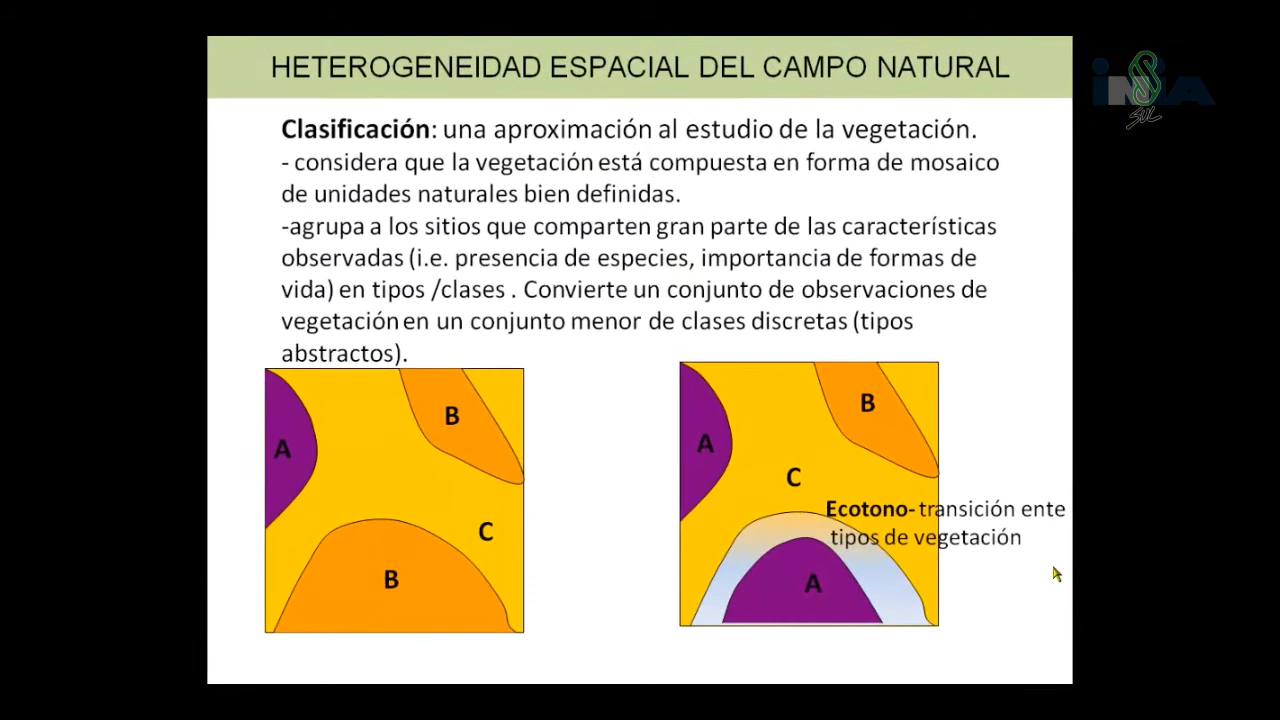 HETEROGENEIDAD ESPACIAL DEL CAMPO NATURAL
INIA
SUL
Clasificación: una aproximación al estudio de la vegetación.
- considera que la vegetación está compuesta en forma de mosaico
de unidades naturales bien definidas.
-agrupa a los sitios que comparten gran parte de las características
observadas (i.e. presencia de especies, importancia de formas de
vida) en tipos /clases . Convierte un conjunto de observaciones de
vegetación en un conjunto menor de clases discretas (tipos
abstractos).
B
A
C
B
B
A
C
Ecotono- transición ente
tipos de vegetación
A